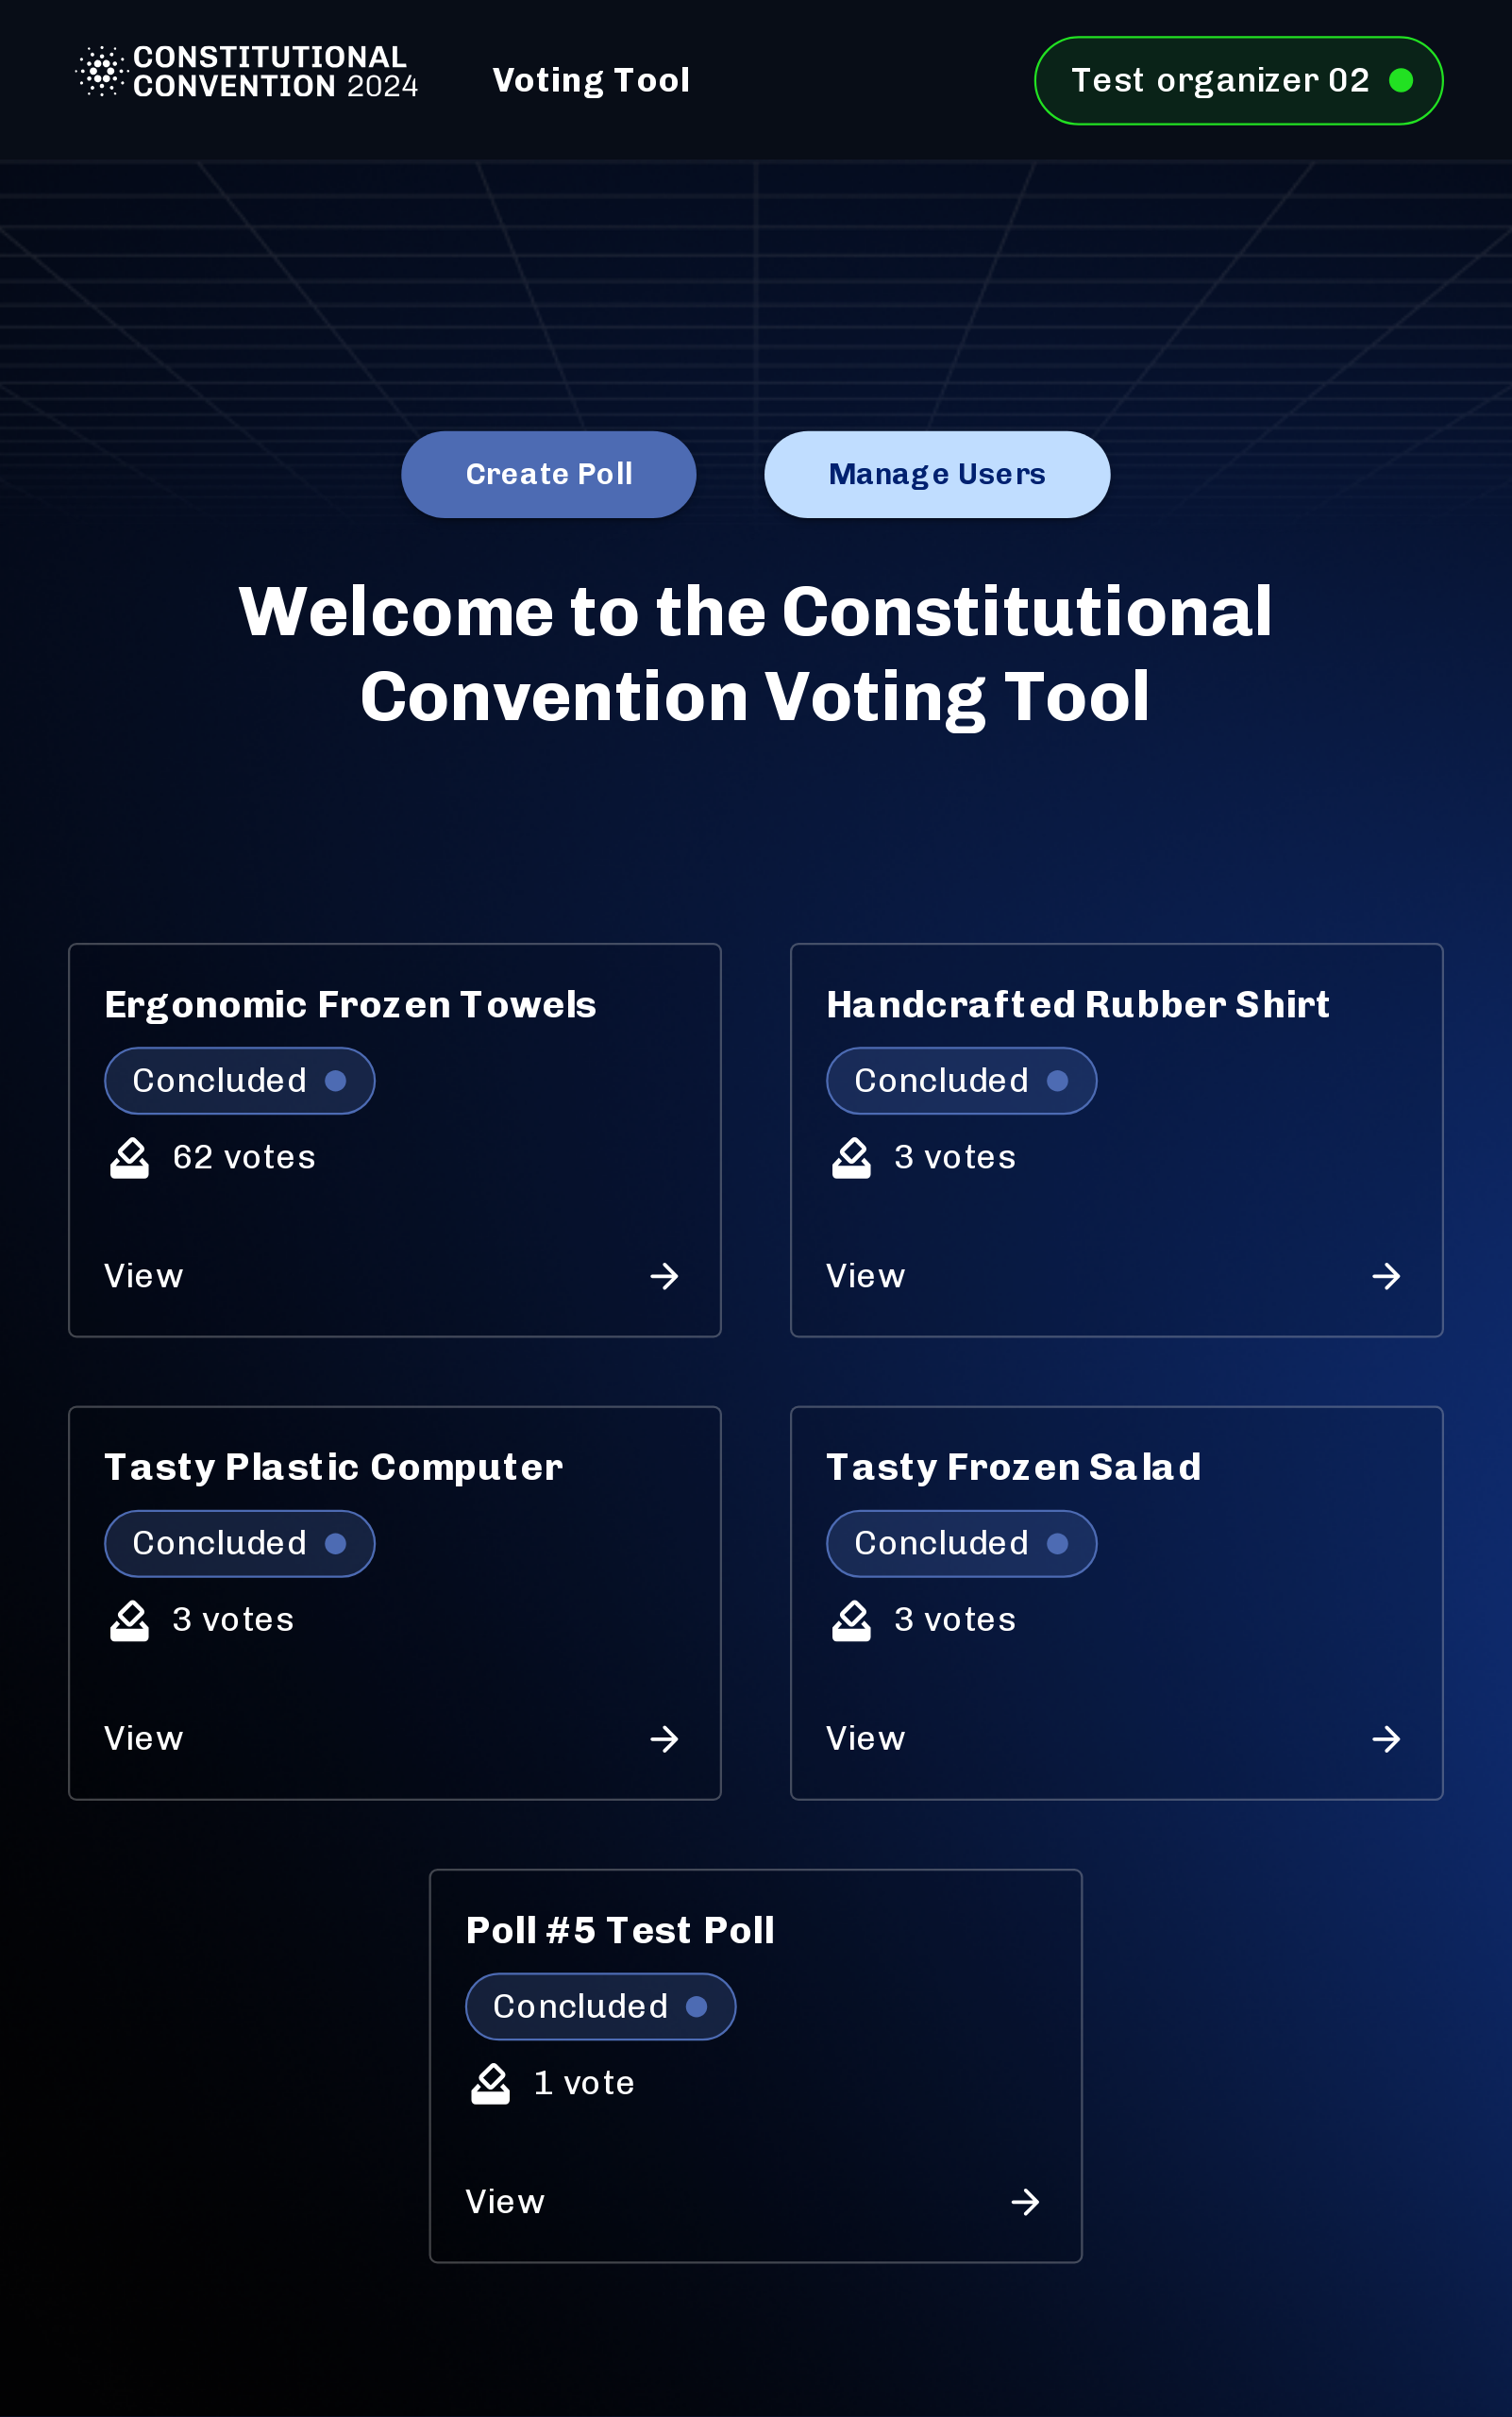 CONSTITUTIONAL
CONVENTION 2024
Voting Tool
Test organizer 02
Create Poll
Manage Users
Welcome to the Constitutional
Convention Voting Tool
Ergonomic Frozen Towels
Concluded
62 votes
View
Handcrafted Rubber Shirt
Concluded
3 votes
View
Tasty Plastic Computer
Concluded
3 votes
View
Tasty Frozen Salad
Concluded
3 votes
View
Poll #5 Test Poll
Concluded
1 vote
View